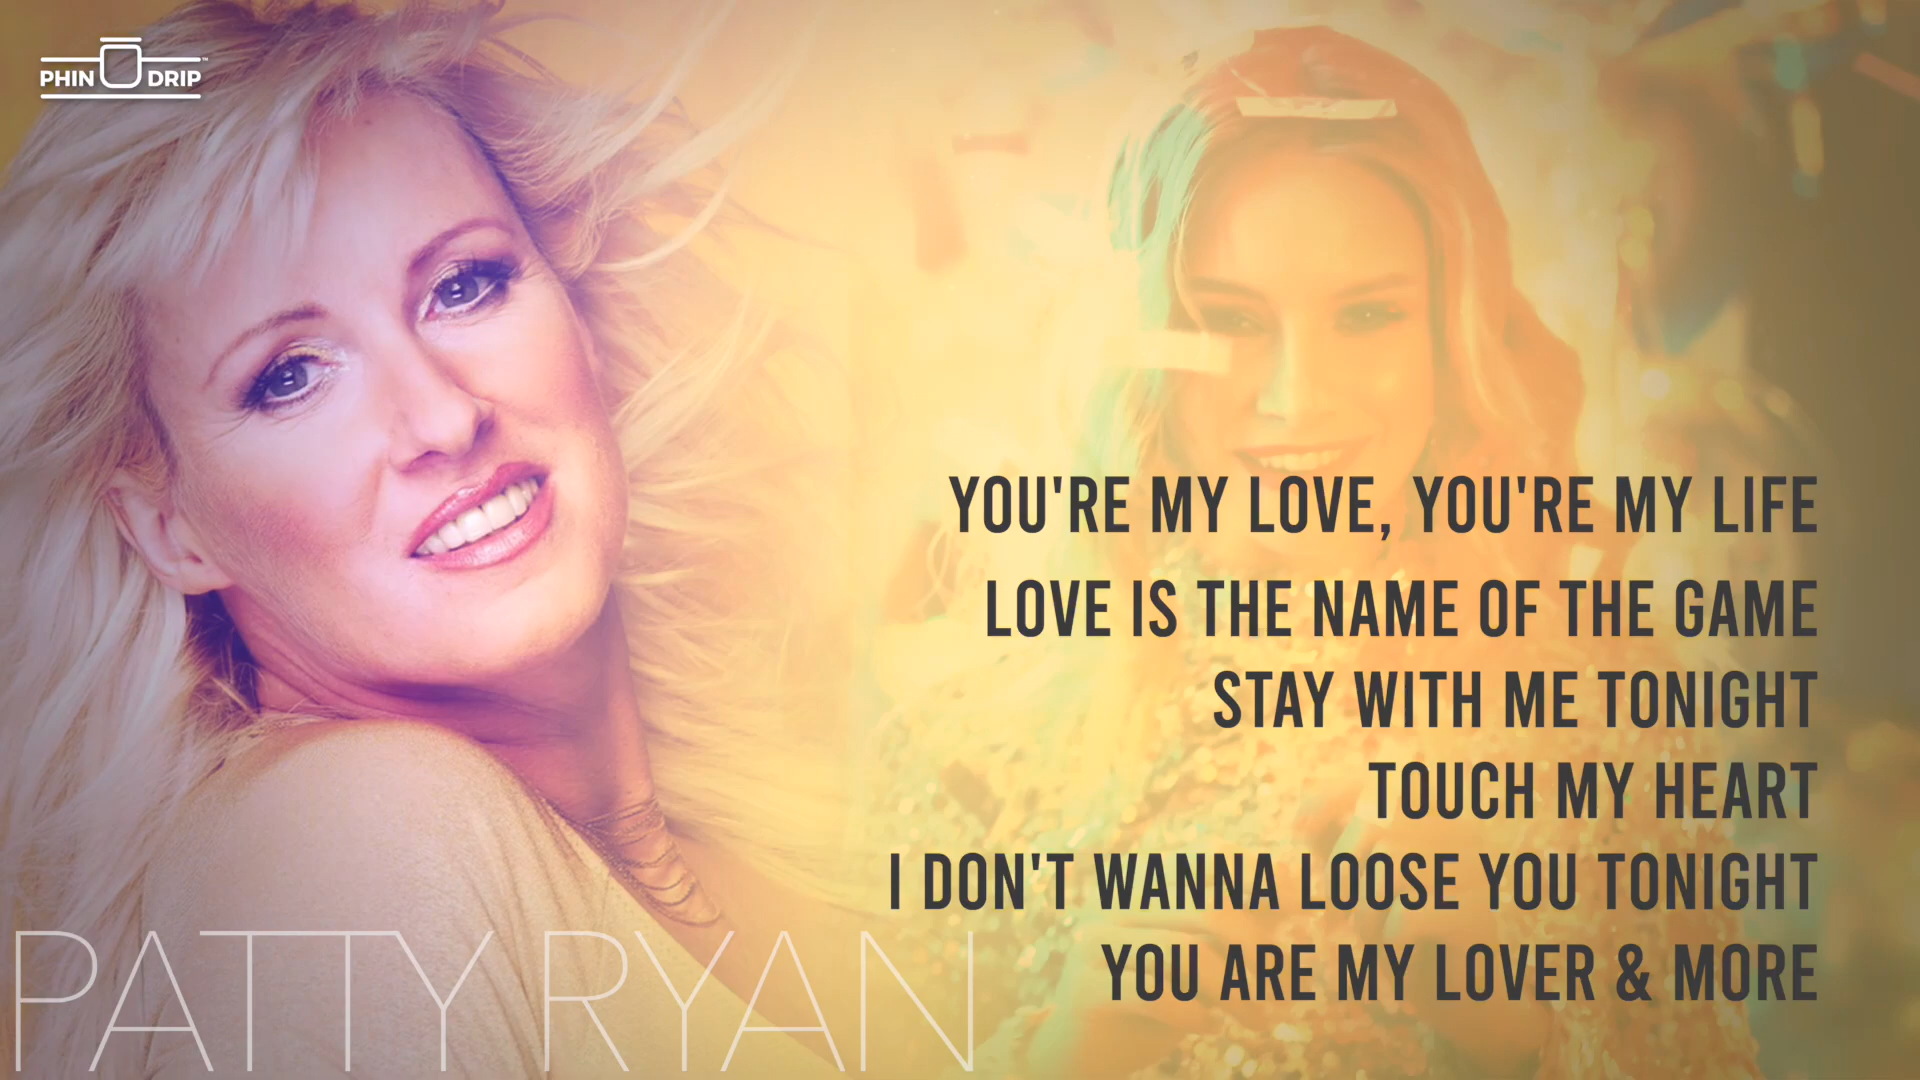 PHIN DRIP™
YOU'RE MY LOVE, YOU'RE MY LIFE
LOVE IS THE NAME OF THE GAME
STAY WITH ME TONIGHT
TOUCH MY HEART
I DON'T WANNA LOOSE YOU TONIGHT
YOU ARE MY LOVER & MORE
PATTY RYAN